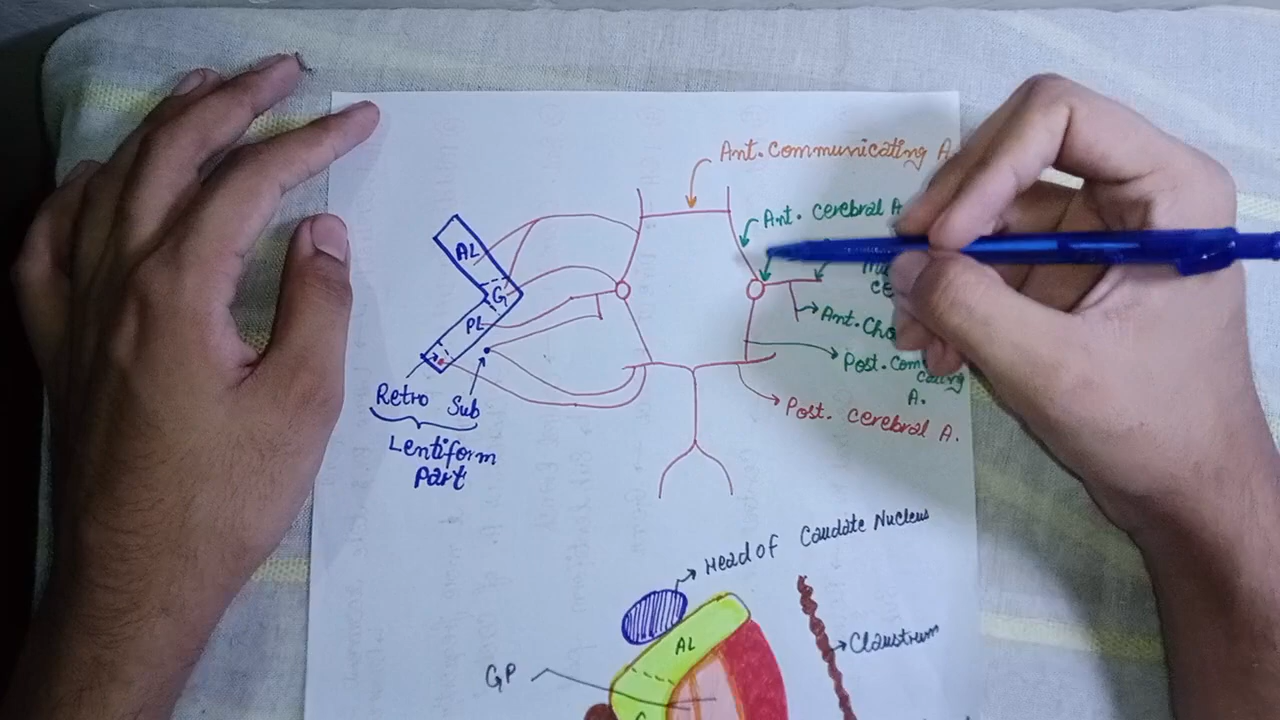 Ant. communicating A.
Ant. cerebral A
AL
G
PL
Ant. Cho
Post. com
cating
A.
Retro Sub
Lentiform
Part
Post. cerebral A.
Head of Caudate Nucleus
AL
Claustrum
GP